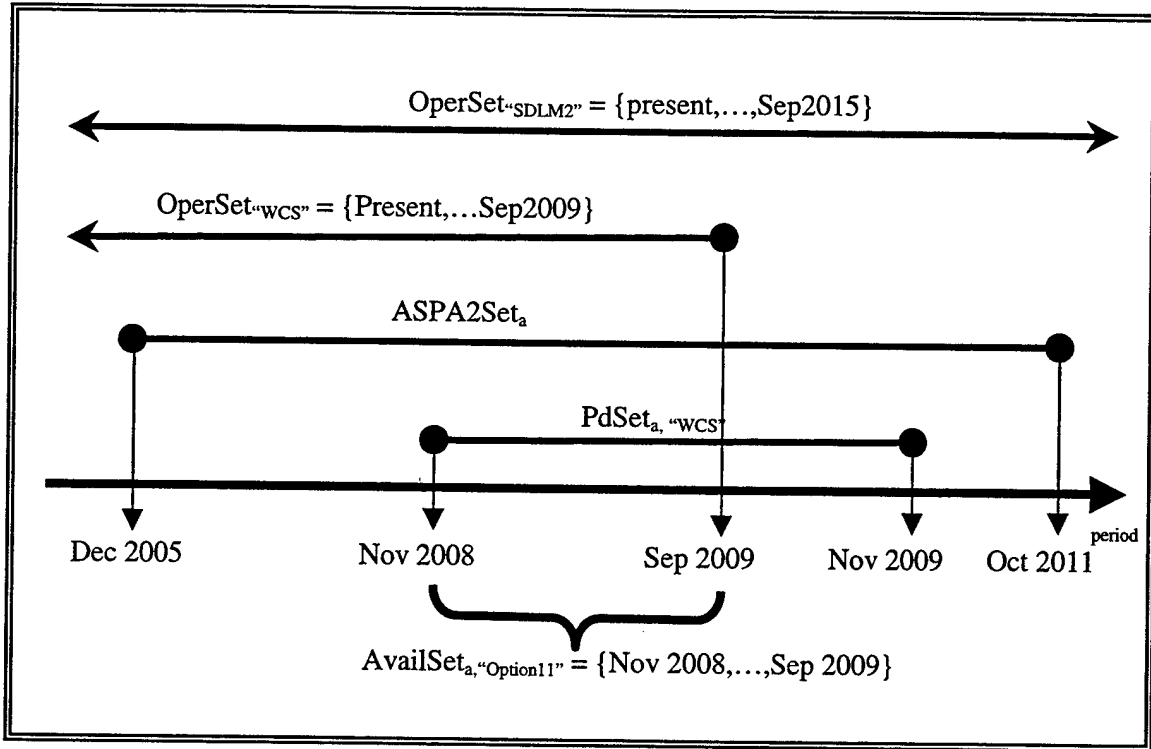 OperSet“SDLM2” = {present,…,Sep2015}
OperSet“WCS” = {Present,…Sep2009}
ASPA2Seta
PdSeta, “WCS”
period
Dec 2005 Nov 2008 Sep 2009 Nov 2009 Oct 2011
AvailSeta,“Option11” = {Nov 2008,…,Sep 2009}